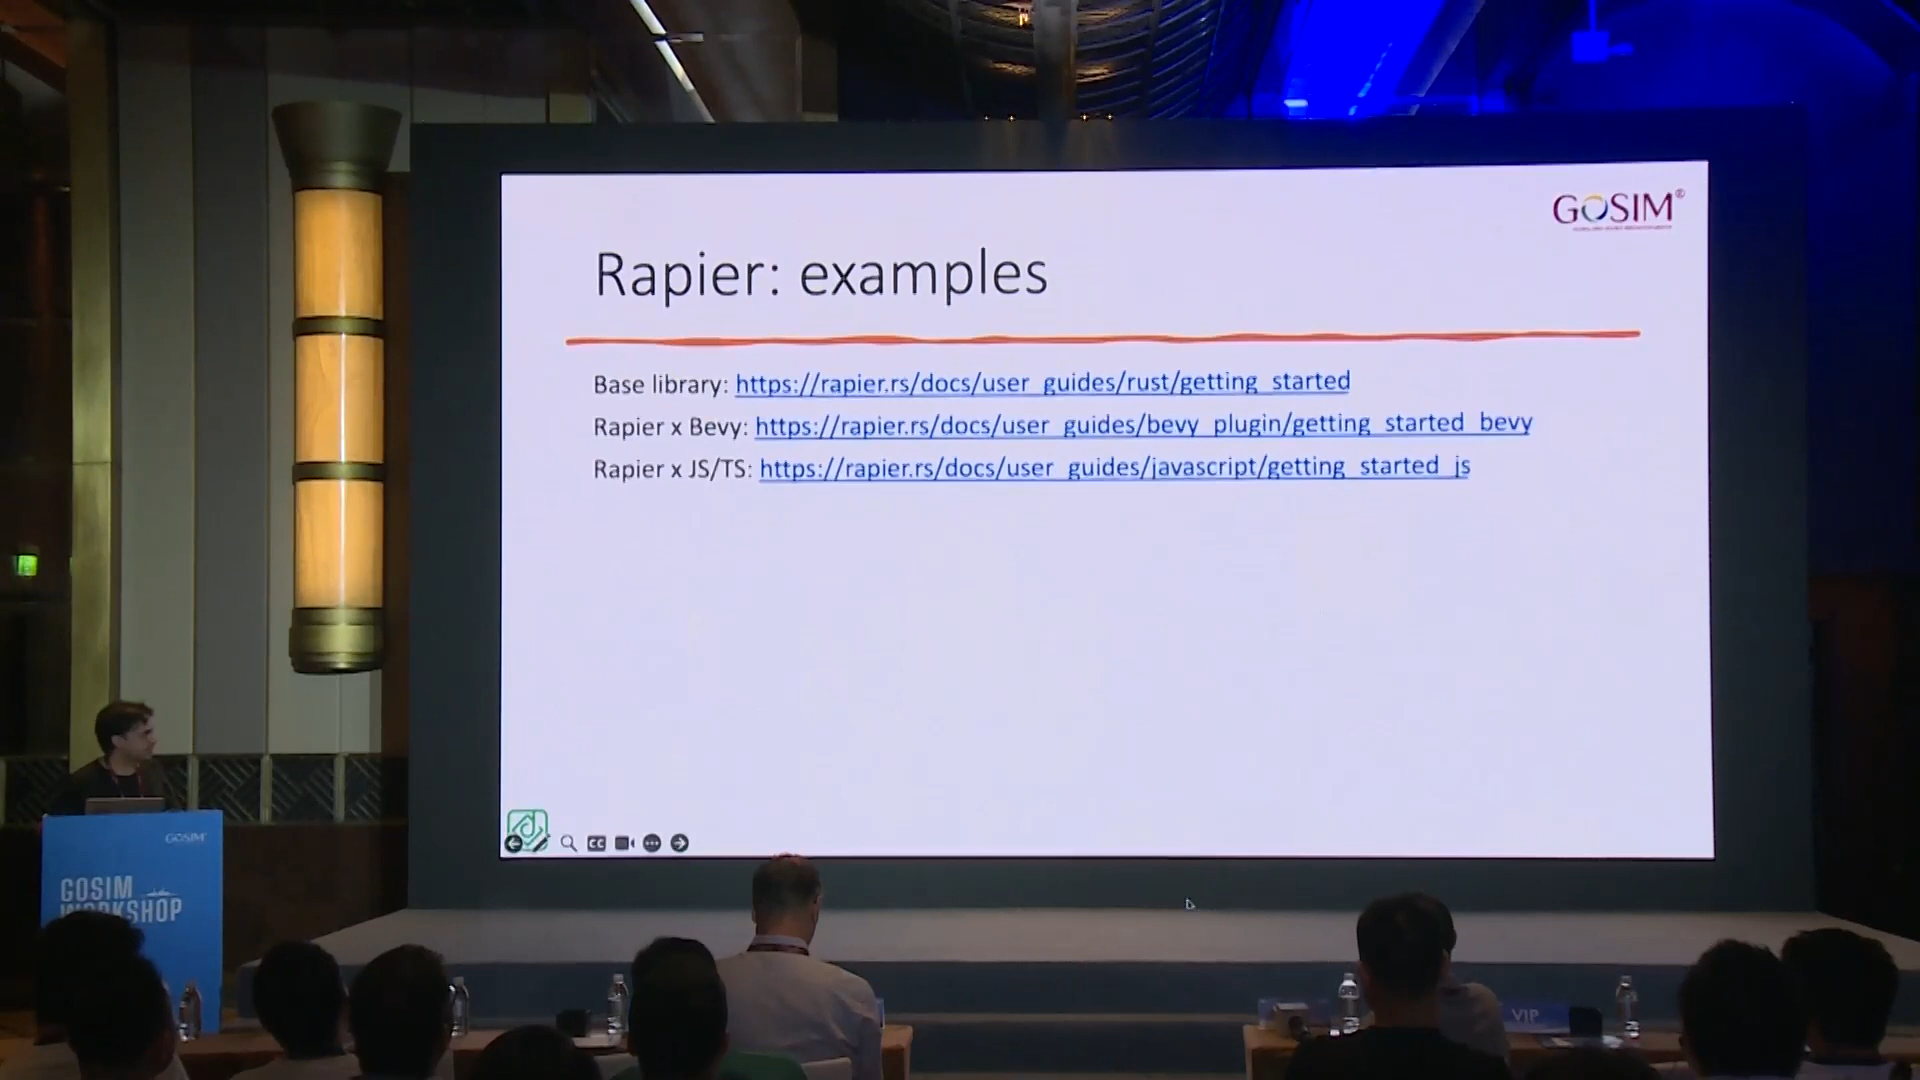 GOSIM®
Rapier: examples
Base library: https://rapier.rs/docs/user_guides/rust/getting_started
Rapier x Bevy: https://rapier.rs/docs/user_guides/bevy_plugin/getting_started_bevy
Rapier x JS/TS: https://rapier.rs/docs/user_guides/javascript/getting_started_js
CC
GOSIM
GOSIM
WORKSHOP
VIP